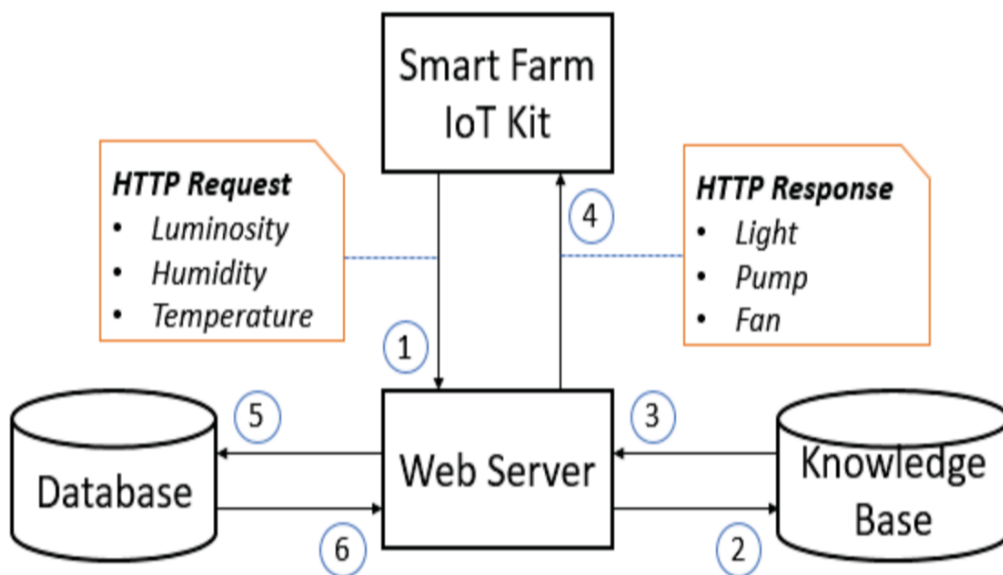 Smart Farm
IoT Kit
HTTP Request
• Luminosity
• Humidity
• Temperature
HTTP Response
• Light
• Pump
• Fan
4
1
5
3
Database
Web Server
Knowledge
Base
6
2